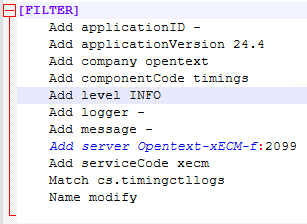 [FILTER]
Add applicationID -
Add applicationVersion 24.4
Add company opentext
Add componentCode timings
Add level INFO
Add logger -
Add message -
Add server Opentext-xECM-f:2099
Add serviceCode xecm
Match cs.timingctllogs
Name modify